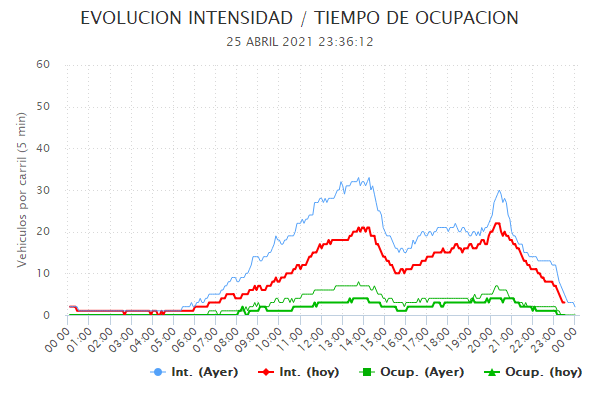 EVOLUCION INTENSIDAD / TIEMPO DE OCUPACION
25 ABRIL 2021 23:36:12
Vehiculos por carril (5 min)
60
50
40
30
20
10
0
00:00 01:00 02:00 03:00 04:00 05:00 06:00 07:00 08:00 09:00 10:00 11:00 12:00 13:00 14:00 15:00 16:00 17:00 18:00 19:00 20:00 21:00 22:00 23:00 00:00
Int. (Ayer) Int. (hoy) Ocup. (Ayer) Ocup. (hoy)